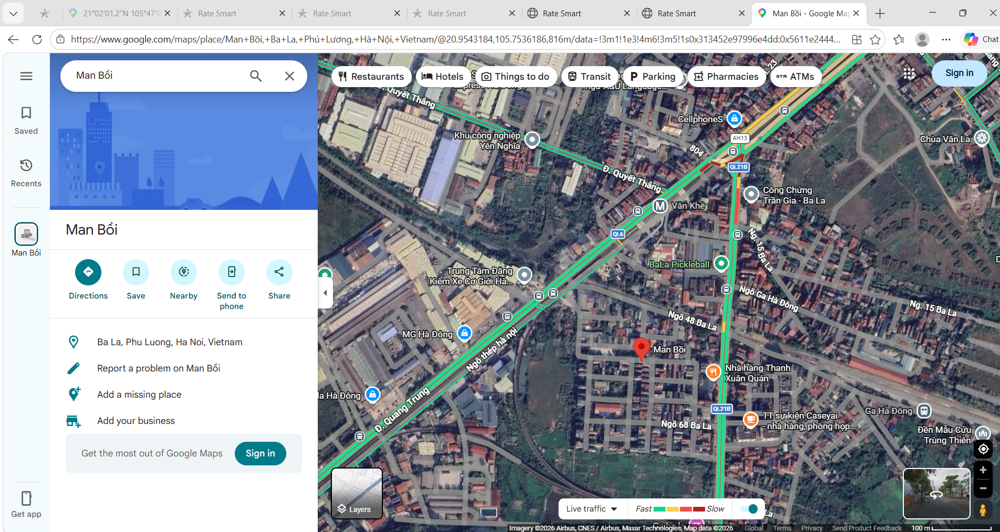 21°02'01.2"N 105°47'0
Rate Smart
Rate Smart
Rate Smart
Rate Smart
Rate Smart
Man Bồi - Google Map
https://www.google.com/maps/place/Man+Bồi,+Ba+La,+Phú+Lương,+Hà+Nội,+Vietnam/@20.9543184,105.7536186,816m/data=!3m1!1e3!4m6!3m5!1s0x313452e97996e4dd:0x5611e2444...
Chat
Saved
Recents
Man Bồi
Get app
Man Bồi
Man Bồi
Directions
Save
Nearby
Send to
phone
Share
Ba La, Phu Luong, Ha Noi, Vietnam
Report a problem on Man Bồi
Add a missing place
Add your business
Get the most out of Google Maps
Sign in
Restaurants
Hotels
Things to do
Transit
P Parking
Pharmacies
ATM ATMs
Sign in
Đ. Quyết Thắng
23
CellphoneS
AH13
Khu công nghiệp
Yên Nghĩa
804
Chùa Văn La
QL21B
Đ. Quyết Thắng
Công Chứng
Trần Gia - Ba La
M Văn Khê
QL6
Ng. 15 Ba La
BaLa Pickleball
Trung Tâm Đăng
Kiểm Xe Cơ Giới Hà...
Ngõ Ga Hà Đông
Ng. 15 Ba La
Ngõ 48 Ba La
MG Hà Đông
Ngõ thép hà nội
Man Bồi
Nhà hàng Thanh
Xuân Quán
la Hà Đông
Đ. Quang Trung
QL21B
Ga Hà Đông
TT sự kiện Caseyai
- nhà hàng, phòng họp...
Ngõ 68 Ba La
Đền Mẫu Cửu
Trùng Thiên
Layers
Live traffic
Fast
Slow
La
Imagery ©2026 Airbus, CNES / Airbus, Maxar Technologies, Map data ©2026
Global
Terms
Privacy
Send Product Feedback
100 m